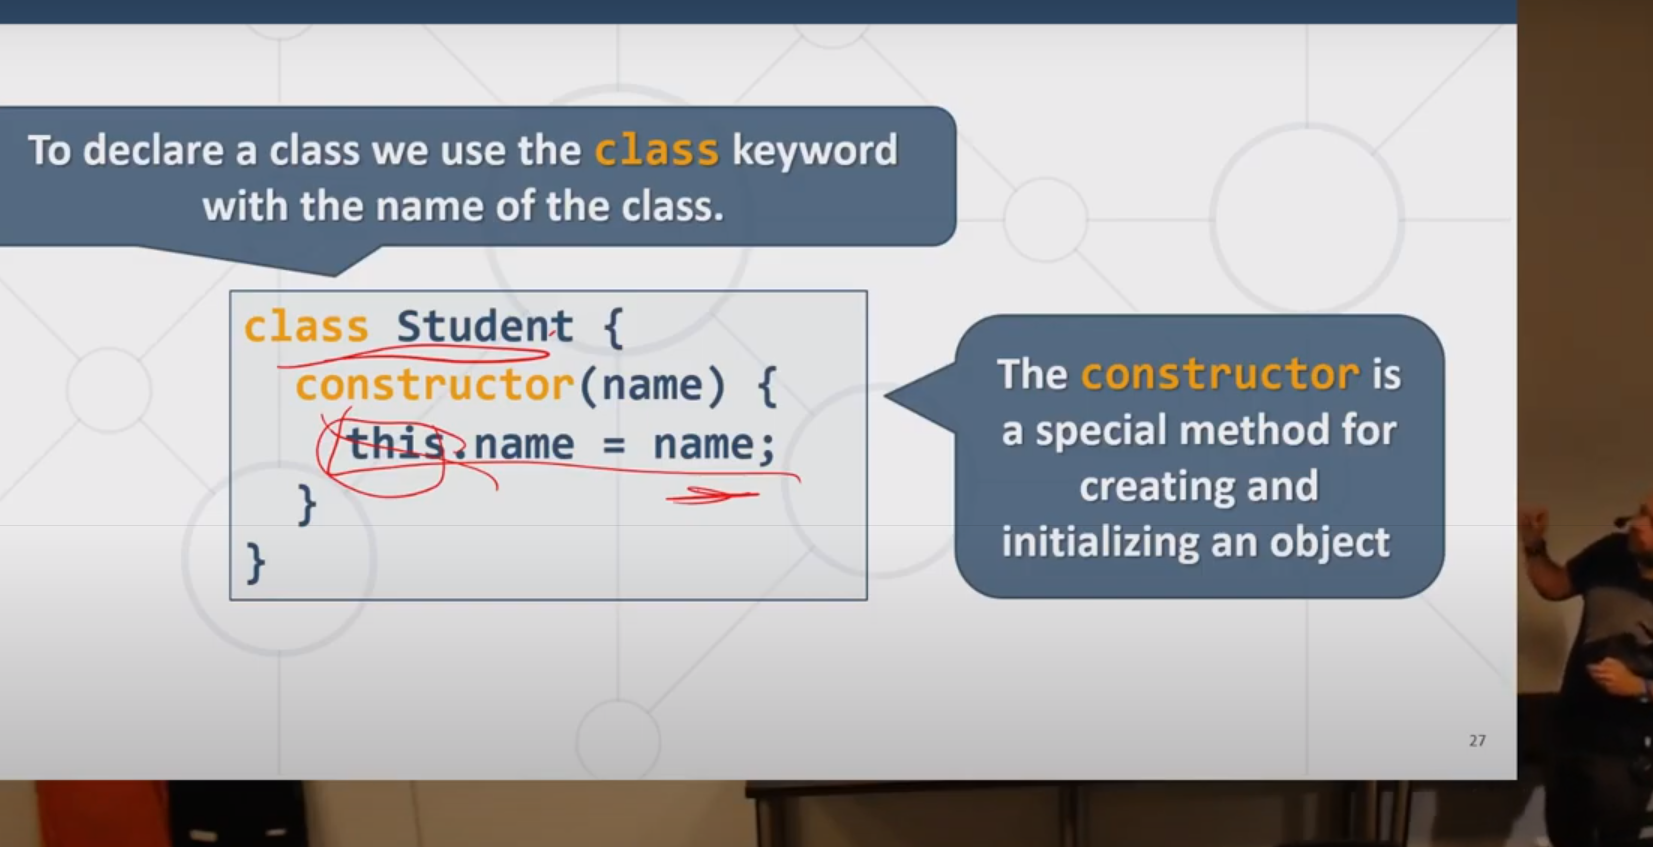 To declare a class we use the class keyword
with the name of the class.
class Student {
constructor(name) {
this.name = name;
}
}
The constructor is
a special method for
creating and
initializing an object
27